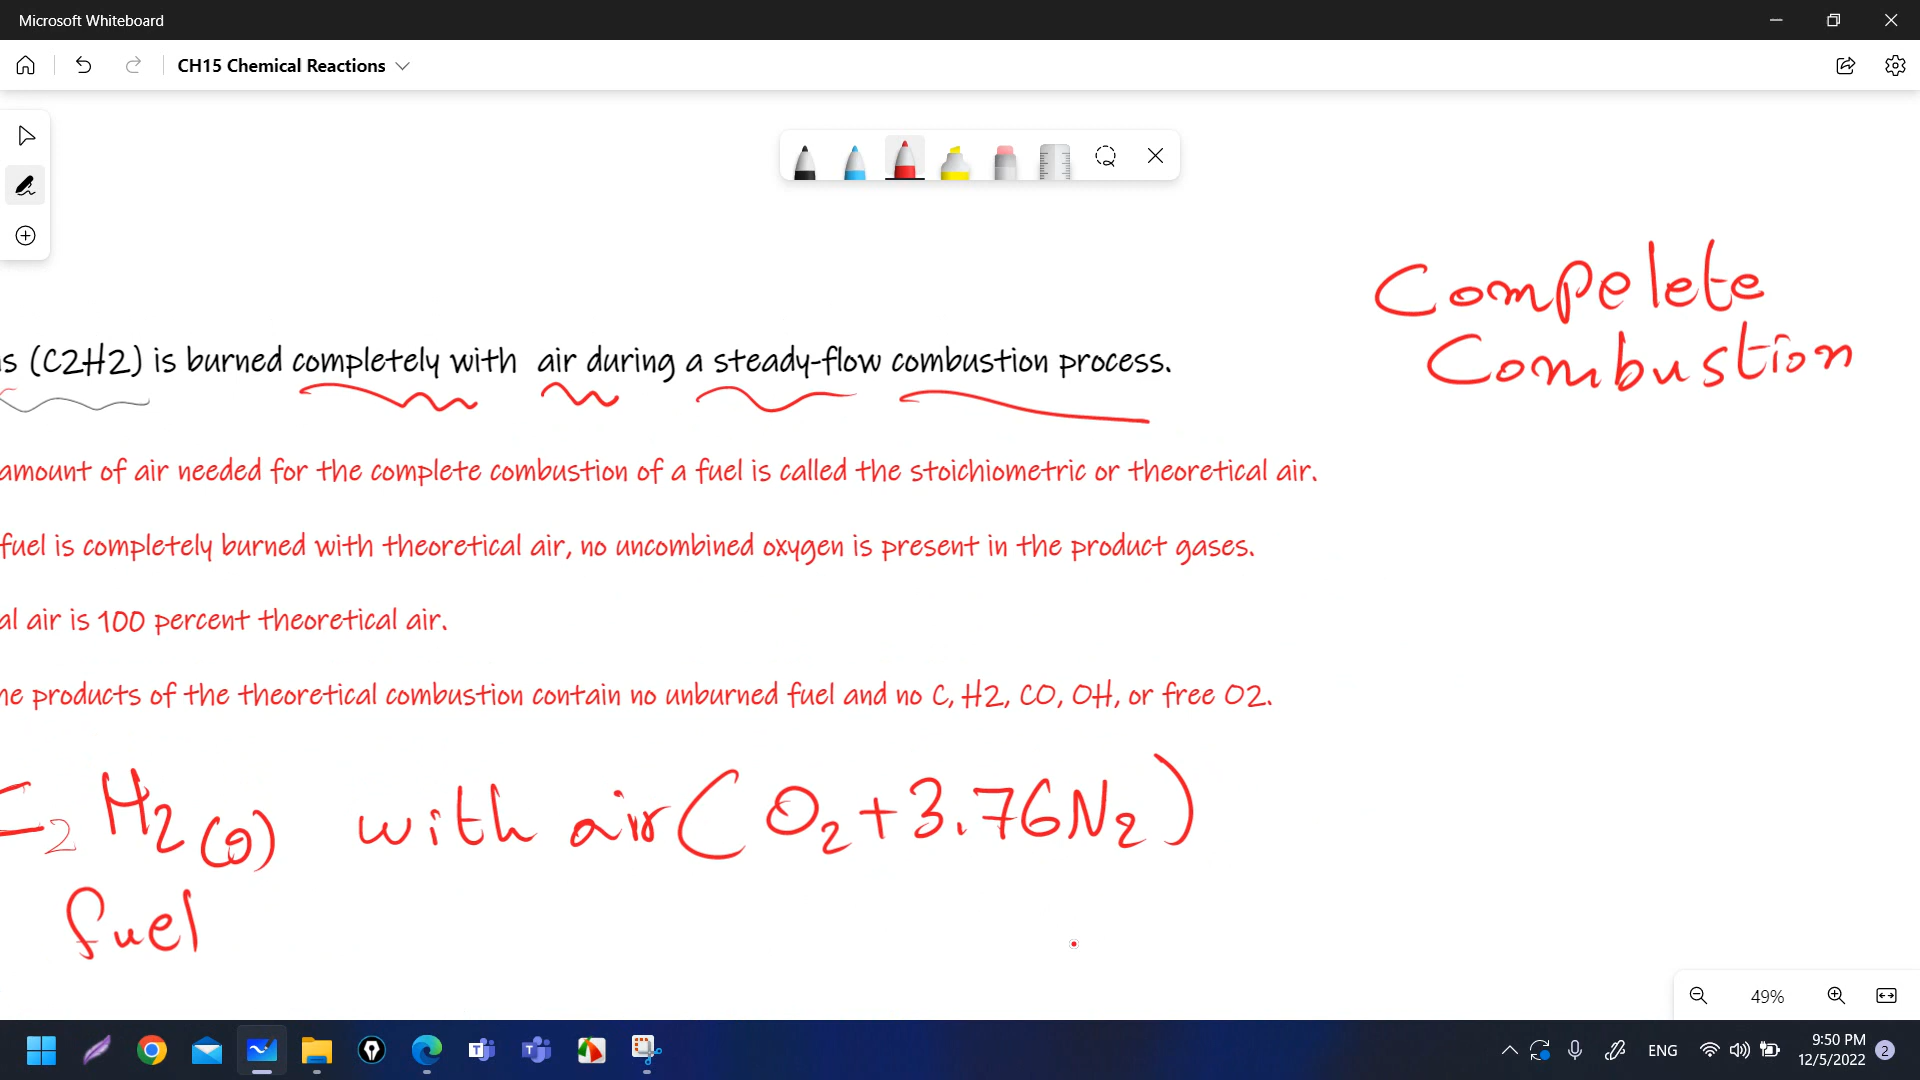 Microsoft Whiteboard
CH15 Chemical Reactions
Compelete
Combustion
s (C2H2) is burned completely with air during a steady-flow combustion process.
amount of air needed for the complete combustion of a fuel is called the stoichiometric or theoretical air.
fuel is completely burned with theoretical air, no uncombined oxygen is present in the product gases.
al air is 100 percent theoretical air.
he products of the theoretical combustion contain no unburned fuel and no C, H2, CO, OH, or free O2.
C₂H₂(g) with air (O₂+3.76N₂)
fuel
49%
ENG
9:50 PM
12/5/2022
2